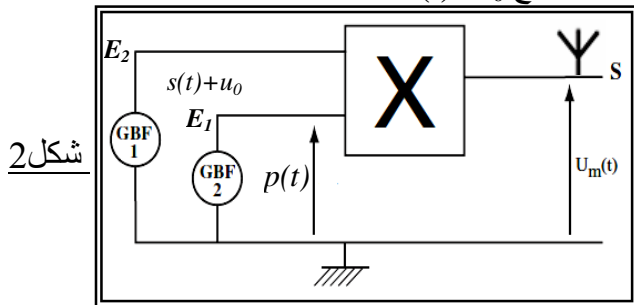 E₂
s(t)+u₀
E₁
GBF
1
GBF
2
p(t)
X
S
Uₘ(t)
شكل2